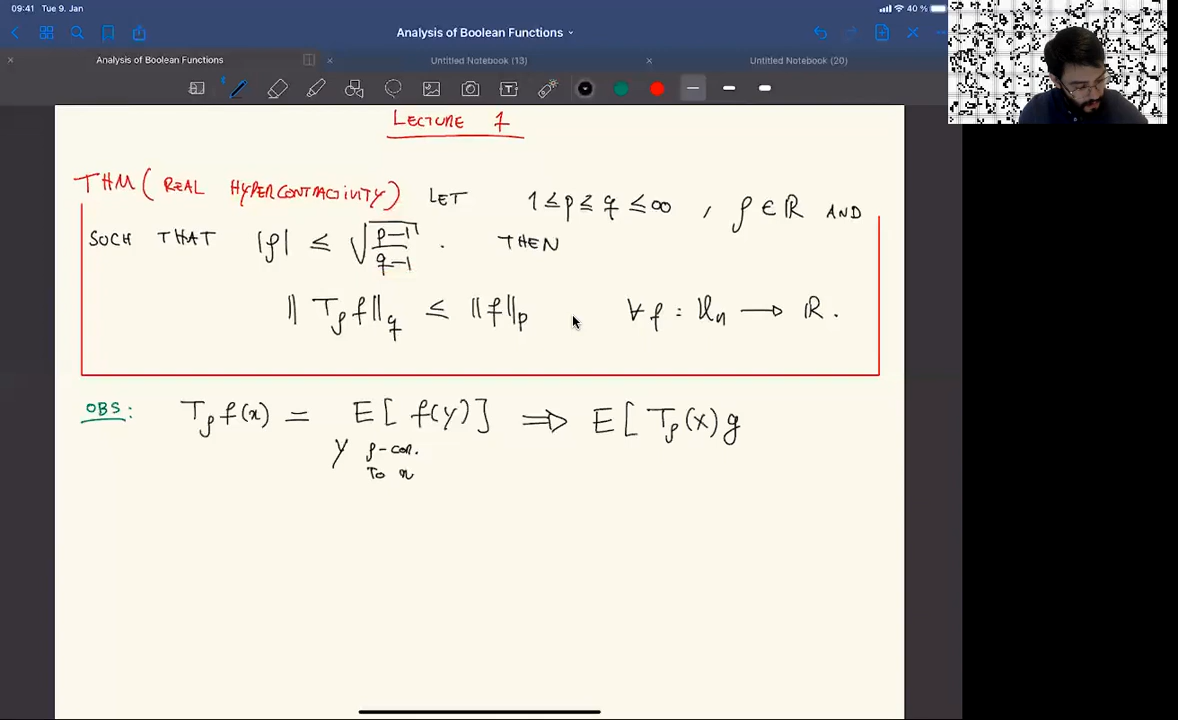 09:41 Tue 9. Jan
40 %
Analysis of Boolean Functions
Analysis of Boolean Functions
Untitled Notebook (13)
Untitled Notebook (20)
LECTURE 7
THM (REAL HYPERCONTRACTIVITY) LET 1 ≤ p ≤ q ≤ ∞ , ρ ∈ ℝ AND
SUCH THAT |ρ| ≤ √(p-1/q-1) . THEN
‖ T_ρ f ‖_q ≤ ‖ f ‖_p ∀ f : H_n → ℝ .
OBS: T_ρ f(x) = E [ f(y) ] ⟹ E [ T_ρ (x) g
y ρ-cor.
TO x